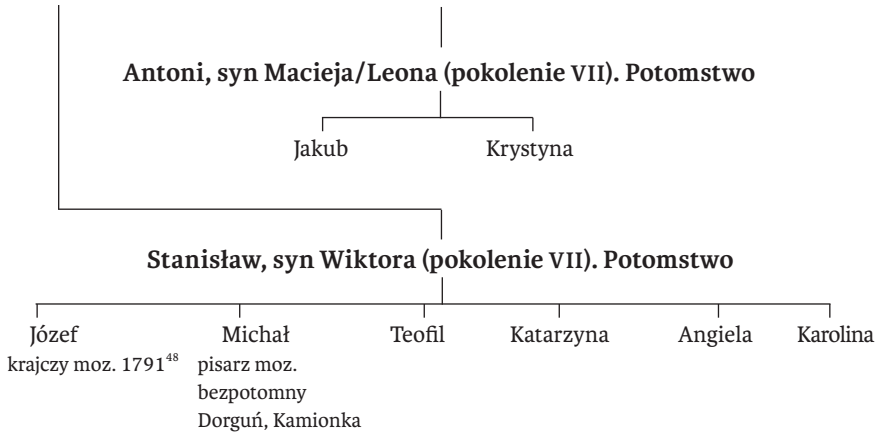 Antoni, syn Macieja/Leona (pokolenie VII). Potomstwo
Jakub Krystyna
Stanisław, syn Wiktora (pokolenie VII). Potomstwo
Józef Michał Teofil Katarzyna Angiela Karolina
krajczy moz. 1791⁴⁸ pisarz moz.
bezpotomny
Dorguń, Kamionka